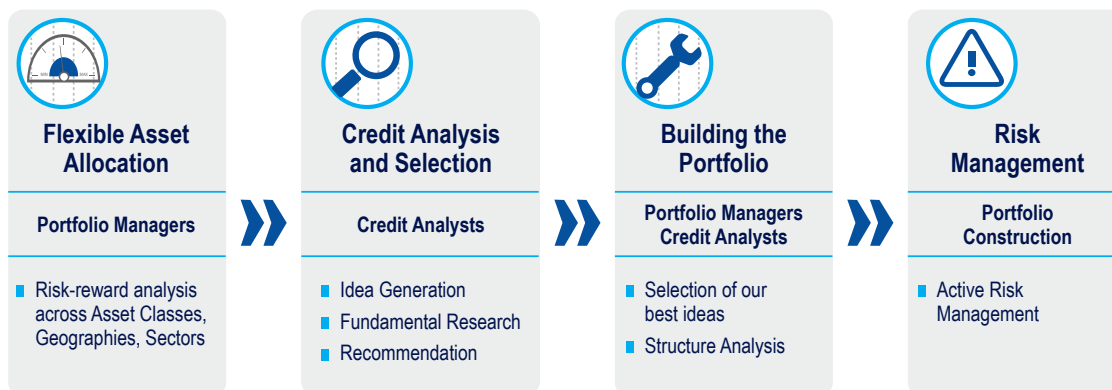 MIN MAX
Flexible Asset
Allocation
Portfolio Managers
Risk-reward analysis
across Asset Classes,
Geographies, Sectors
Credit Analysis
and Selection
Credit Analysts
Idea Generation
Fundamental Research
Recommendation
Building the
Portfolio
Portfolio Managers
Credit Analysts
Selection of our
best ideas
Structure Analysis
Risk
Management
Portfolio
Construction
Active Risk
Management